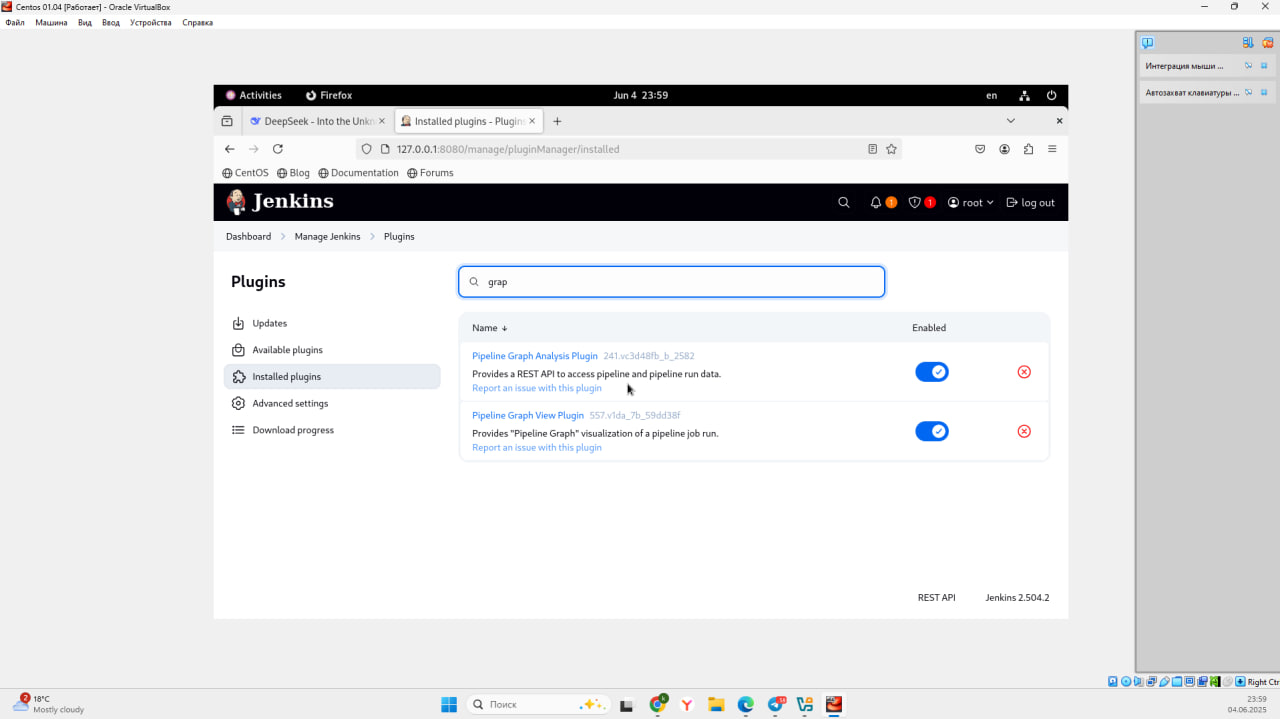 Centos 01.04 [Работает] - Oracle VirtualBox
Файл Машина Вид Ввод Устройства Справка
Интеграция мыши ...
Автозахват клавиатуры ...
Activities Firefox Jun 4 23:59 en
DeepSeek - Into the Unkn Installed plugins - Plugins
127.0.0.1:8080/manage/pluginManager/installed
CentOS Blog Documentation Forums
Jenkins 1 1 root log out
Dashboard Manage Jenkins Plugins
Plugins
grap
Updates
Available plugins
Installed plugins
Advanced settings
Download progress
Name ↓ Enabled
Pipeline Graph Analysis Plugin 241.vc3d48fb_b_2582
Provides a REST API to access pipeline and pipeline run data.
Report an issue with this plugin
Pipeline Graph View Plugin 557.v1da_7b_59dd38f
Provides "Pipeline Graph" visualization of a pipeline job run.
Report an issue with this plugin
REST API Jenkins 2.504.2
Right Ctrl
2 18°C
Mostly cloudy
Поиск
23:59
04.06.2025